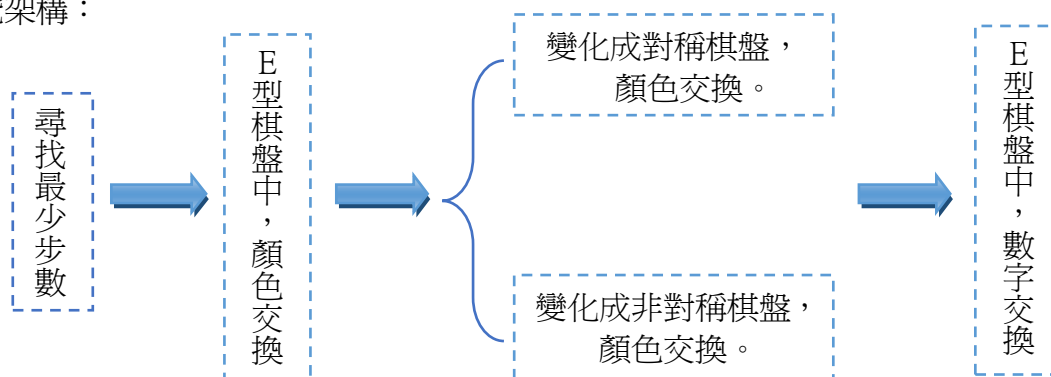 架構：
尋找最少步數
E型棋盤中，顏色交換
變化成對稱棋盤，
顏色交換。
變化成非對稱棋盤，
顏色交換。
E型棋盤中，數字交換